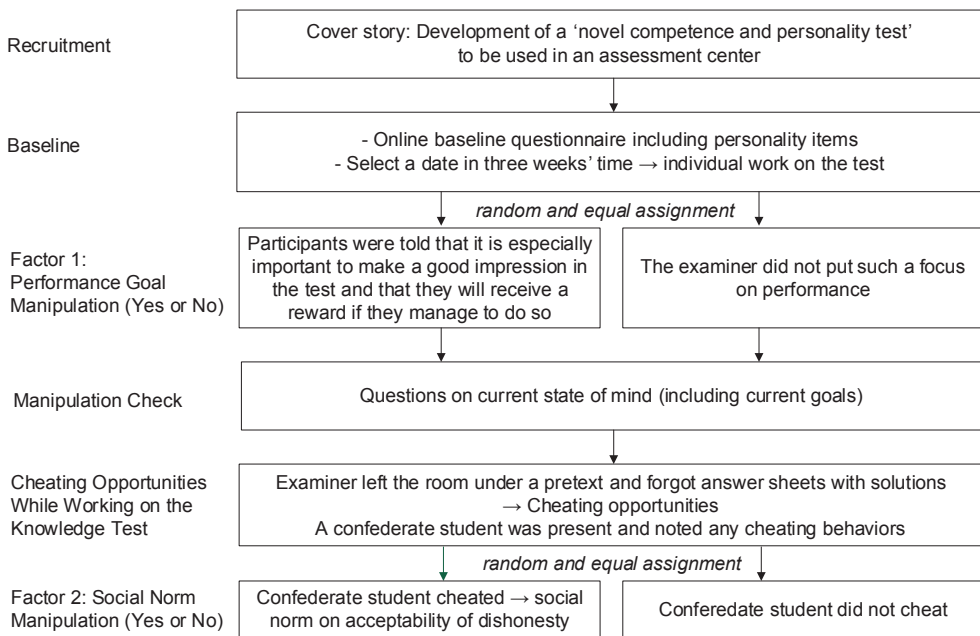 Recruitment
Cover story: Development of a ‘novel competence and personality test’
to be used in an assessment center
Baseline
- Online baseline questionnaire including personality items
- Select a date in three weeks’ time → individual work on the test
random and equal assignment
Factor 1:
Performance Goal
Manipulation (Yes or No)
Participants were told that it is especially
important to make a good impression in
the test and that they will receive a
reward if they manage to do so
The examiner did not put such a focus
on performance
Manipulation Check
Questions on current state of mind (including current goals)
Cheating Opportunities
While Working on the
Knowledge Test
Examiner left the room under a pretext and forgot answer sheets with solutions
→ Cheating opportunities
A confederate student was present and noted any cheating behaviors
random and equal assignment
Factor 2: Social Norm
Manipulation (Yes or No)
Confederate student cheated → social
norm on acceptability of dishonesty
Conferedate student did not cheat